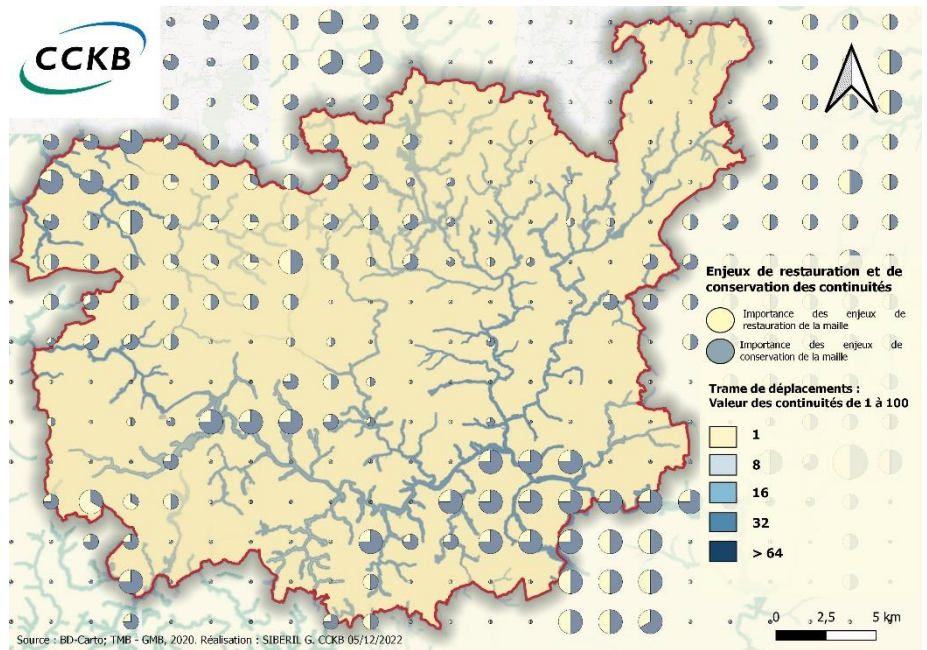 CCKB
Enjeux de restauration et de
conservation des continuités
Importance des enjeux de
restauration de la maille
Importance des enjeux de
conservation de la maille
Trame de déplacements :
Valeur des continuités de 1 à 100
1
8
16
32
> 64
0 2,5 5 km
Source : BD-Carto; TMB - GMB, 2020. Réalisation : SIBERIL G. CCKB 05/12/2022